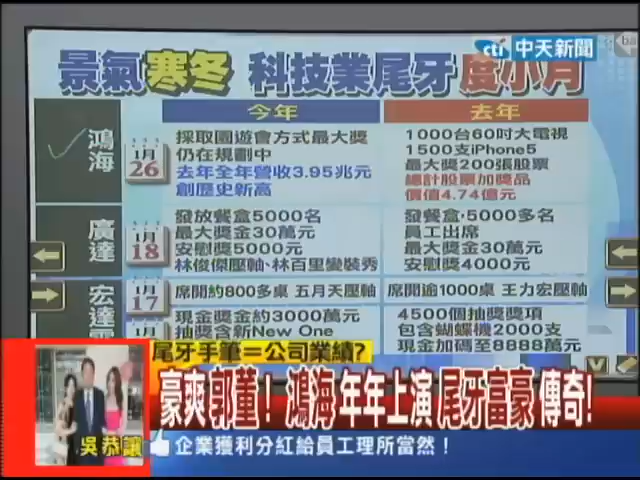 cti 中天新聞
景氣寒冬 科技業尾牙度小月
今年
去年
鴻海
1月26
採取園遊會方式最大獎
仍在規劃中
去年全年營收3.95兆元
創歷史新高
1000台60吋大電視
1500支iPhone5
最大獎200張股票
總計股票加獎品
價值4.74億元
廣達
1月18
發放餐盒5000名
最大獎金30萬元
安慰獎5000元
林俊傑壓軸、林百里變裝秀
發餐盒,5000多名
員工出席
最大獎金30萬元
安慰獎4000元
宏達
1月17
席開約800多桌 五月天壓軸
現金獎金約3000萬元
抽獎含新New One
席開逾1000桌 王力宏壓軸
4500個抽獎獎項
包含蝴蝶機2000支
現金加碼至8888萬元
尾牙手筆=公司業績?
豪爽郭董! 鴻海年年上演尾牙富豪傳奇!
吳恭讓
企業獲利分紅給員工理所當然!